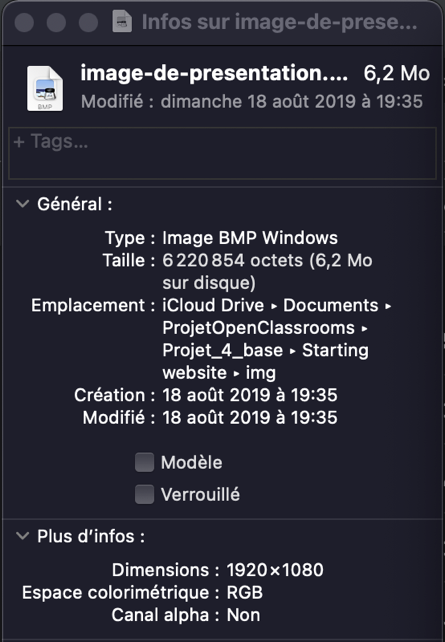 Infos sur image-de-prese...
image-de-presentation.... 6,2 Mo
Modifié : dimanche 18 août 2019 à 19:35
BMP
+ Tags...
Général :
Type : Image BMP Windows
Taille : 6 220 854 octets (6,2 Mo
sur disque)
Emplacement : iCloud Drive ▸ Documents ▸
ProjetOpenClassrooms ▸
Projet_4_base ▸ Starting
website ▸ img
Création : 18 août 2019 à 19:35
Modifié : 18 août 2019 à 19:35
Modèle
Verrouillé
Plus d’infos :
Dimensions : 1920×1080
Espace colorimétrique : RGB
Canal alpha : Non